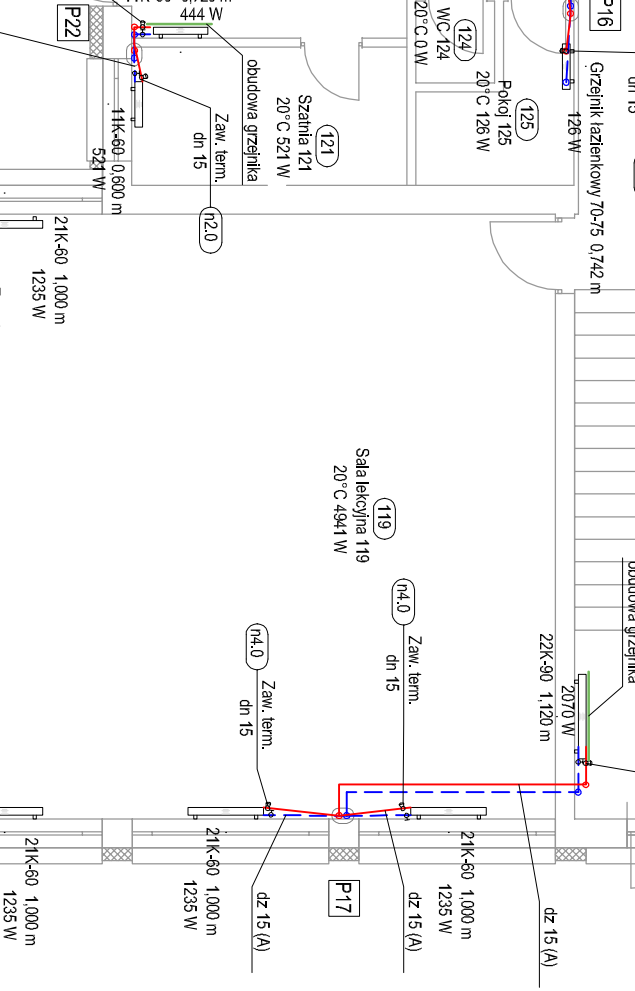 P22
444 W
124
WC 124
20°C 0 W
P16
dn 15
Grzejnik łazienkowy 70-75 0,742 m
126 W
125
Pokoj 125
20°C 126 W
121
Szatnia 121
20°C 521 W
obudowa grzejnika
Zaw. term.
dn 15
n2.0
11K-60 0,600 m
521 W
21K-60 1,000 m
1235 W
119
Sala lekcyjna 119
20°C 4941 W
n4.0
Zaw. term.
dn 15
n4.0
Zaw. term.
dn 15
obudowa grzejnika
2070 W
22K-90 1,120 m
21K-60 1,000 m
1235 W
21K-60 1,000 m
1235 W
21K-60 1,000 m
1235 W
P17
dz 15 (A)
dz 15 (A)
dz 15 (A)